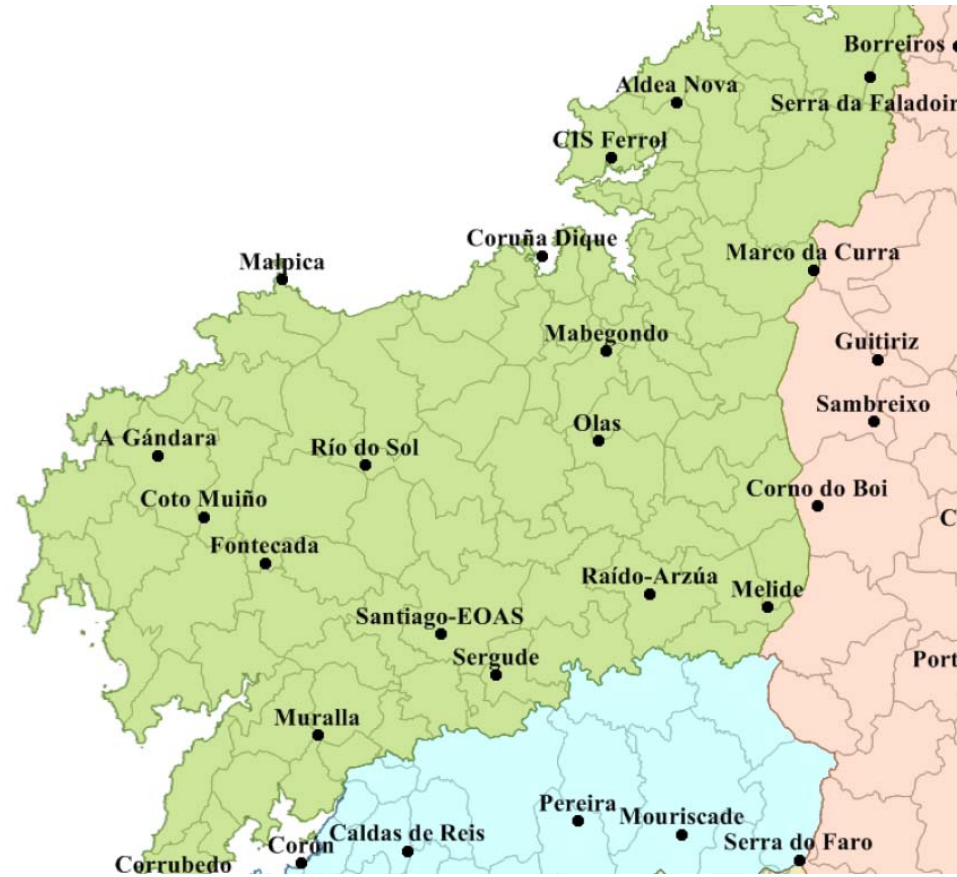 Borreiros
Aldea Nova
Serra da Faladoir
CIS Ferrol
Coruña Dique
Marco da Curra
Malpica
Mabegondo
Guitiriz
Sambreixo
Olas
A Gándara
Río do Sol
Corno do Boi
Coto Muiño
C
Fontecada
Raído-Arzúa
Melide
Santiago-EOAS
Sergude
Port
Muralla
Pereira
Mouriscade
Caldas de Reis
Serra do Faro
Corón
Corrubedo